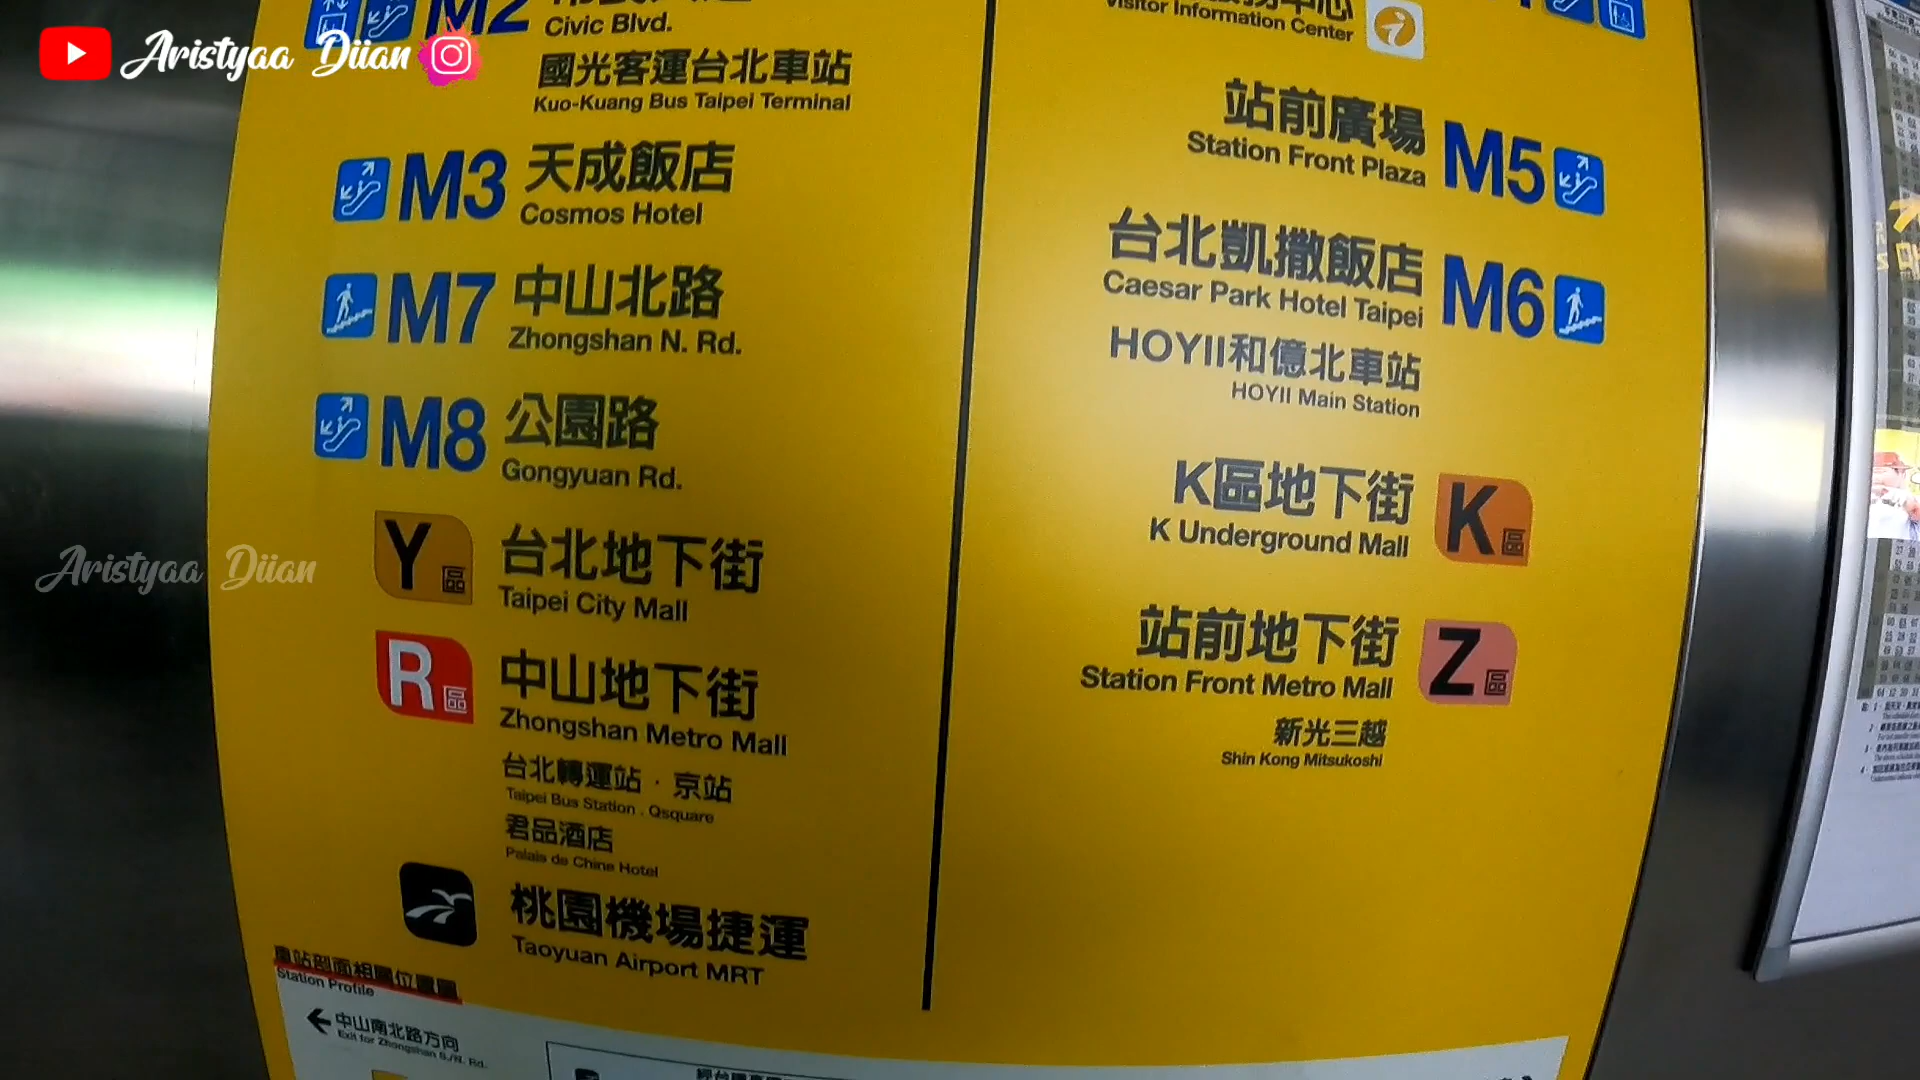 Aristyaa Diian
M2
Civic Blvd.
國光客運台北車站
Kuo-Kuang Bus Taipei Terminal
M3 天成飯店
Cosmos Hotel
M7 中山北路
Zhongshan N. Rd.
M8 公園路
Gongyuan Rd.
Y區 台北地下街
Taipei City Mall
Aristyaa Diian
R區 中山地下街
Zhongshan Metro Mall
台北轉運站．京站
Taipei Bus Station . Qsquare
君品酒店
Palais de Chine Hotel
桃園機場捷運
Taoyuan Airport MRT
車站剖面相關位置圖
Station Profile
中山南北路方向
Exit for Zhongshan S./N. Rd.
Visitor Information Center
站前廣場 M5
Station Front Plaza
台北凱撒飯店 M6
Caesar Park Hotel Taipei
HOYII和億北車站
HOYII Main Station
K區地下街 K區
K Underground Mall
站前地下街 Z區
Station Front Metro Mall
新光三越
Shin Kong Mitsukoshi